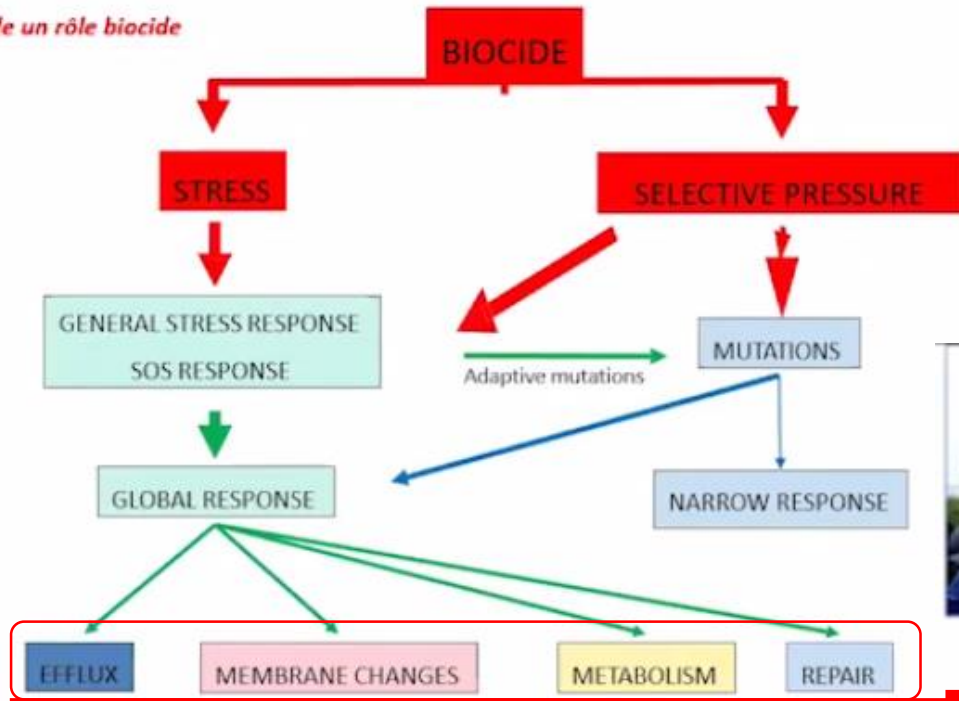 le un rôle biocide
BIOCIDE
STRESS
SELECTIVE PRESSURE
GENERAL STRESS RESPONSE
SOS RESPONSE
Adaptive mutations
MUTATIONS
GLOBAL RESPONSE
NARROW RESPONSE
EFFLUX
MEMBRANE CHANGES
METABOLISM
REPAIR